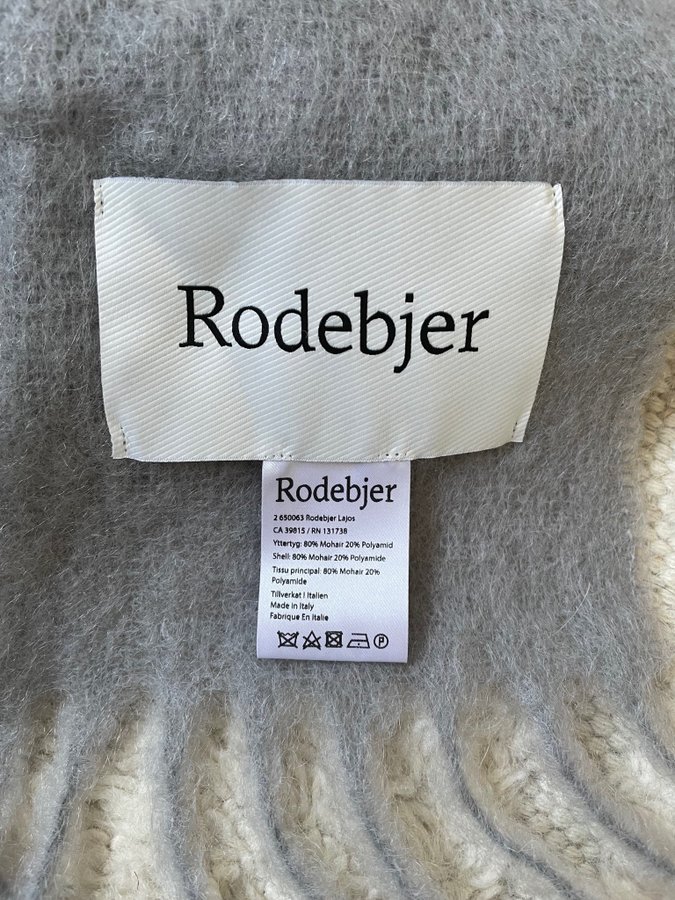 Rodebjer
Rodebjer
2 650063 Rodebjer Lajos
CA 39815 / RN 131738
Yttertyg: 80% Mohair 20% Polyamid
Shell: 80% Mohair 20% Polyamide
Tissu principal: 80% Mohair 20%
Polyamide
Tillverkat I Italien
Made in Italy
Fabrique En Italie
P